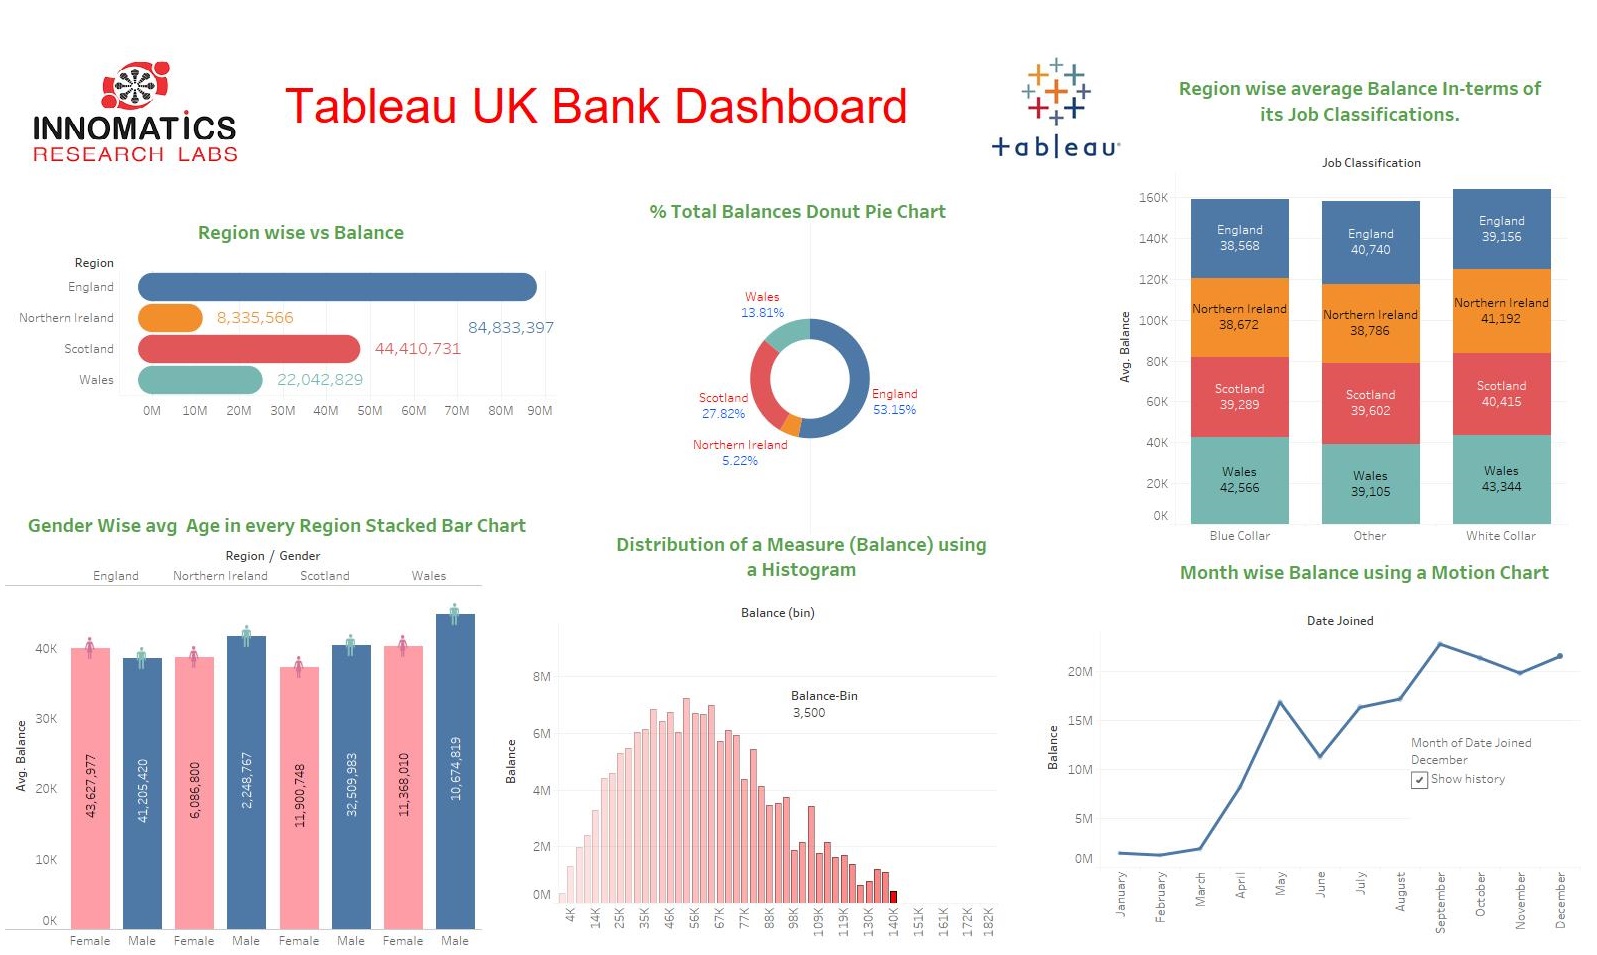 INNOMATICS
RESEARCH LABS
Tableau UK Bank Dashboard
+ableau
Region wise vs Balance
Region
England
Northern Ireland
Scotland
Wales
84,833,397
8,335,566
44,410,731
22,042,829
0M 10M 20M 30M 40M 50M 60M 70M 80M 90M
% Total Balances Donut Pie Chart
Wales
13.81%
England
53.15%
Scotland
27.82%
Northern Ireland
5.22%
Region wise average Balance In-terms of
its Job Classifications.
Job Classification
Avg. Balance
160K
140K
120K
100K
80K
60K
40K
20K
0K
England
38,568
Northern Ireland
38,672
Scotland
39,289
Wales
42,566
England
40,740
Northern Ireland
38,786
Scotland
39,602
Wales
39,105
England
39,156
Northern Ireland
41,192
Scotland
40,415
Wales
43,344
Blue Collar Other White Collar
Gender Wise avg  Age in every Region Stacked Bar Chart
Region / Gender
England Northern Ireland Scotland Wales
Avg. Balance
40K
30K
20K
10K
0K
43,627,977
41,205,420
6,086,800
2,248,767
11,900,748
32,509,983
11,368,010
10,674,819
Female Male Female Male Female Male Female Male
Distribution of a Measure (Balance) using
a Histogram
Balance (bin)
Balance
8M
6M
4M
2M
0M
Balance-Bin
3,500
4K 14K 25K 35K 46K 56K 67K 77K 88K 98K 109K 119K 130K 140K 151K 161K 172K 182K
Month wise Balance using a Motion Chart
Date Joined
Balance
20M
15M
10M
5M
0M
Month of Date Joined
December
Show history
January February March April May June July August September October November December